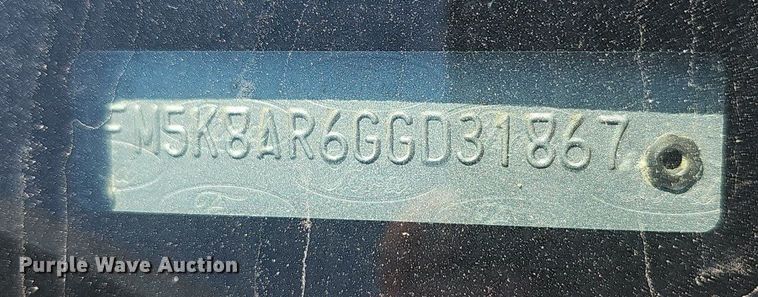 FM5K8AR6GGD31867
Purple Wave Auction